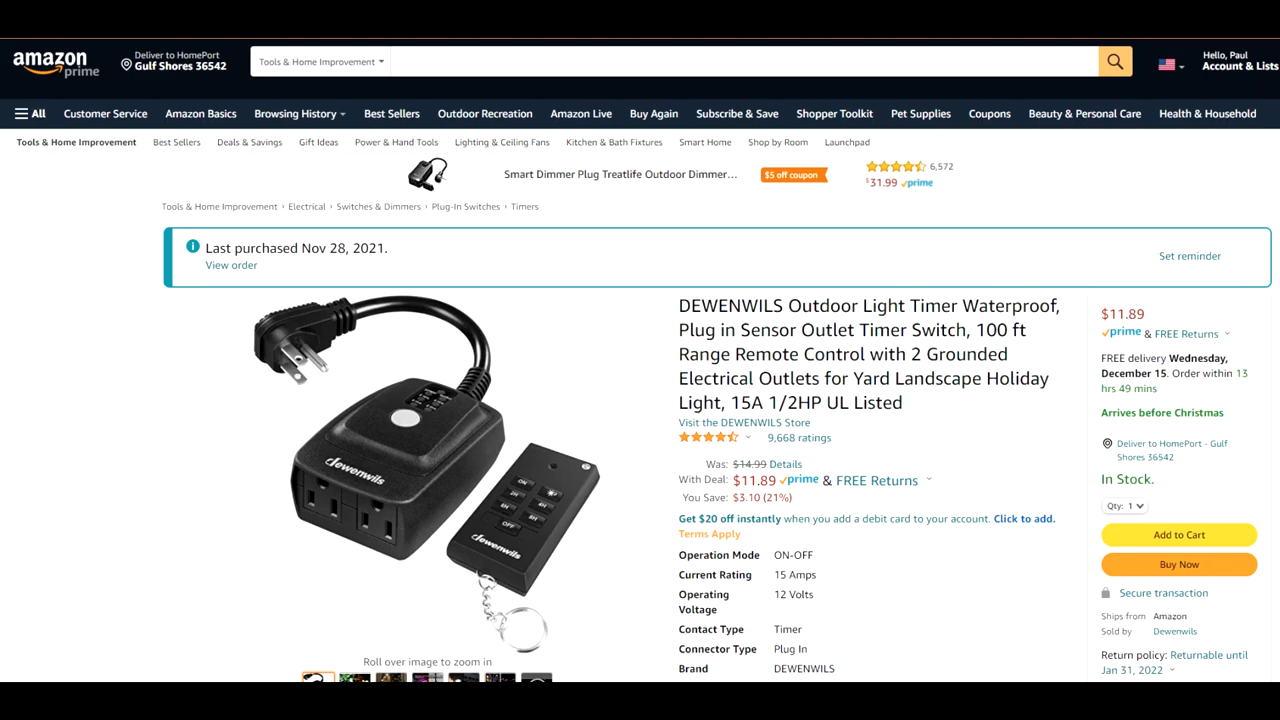 amazon
prime
Deliver to HomePort
Gulf Shores 36542
Tools & Home Improvement
Hello, Paul
Account & Lists
All Customer Service Amazon Basics Browsing History Best Sellers Outdoor Recreation Amazon Live Buy Again Subscribe & Save Shopper Toolkit Pet Supplies Coupons Beauty & Personal Care Health & Household
Tools & Home Improvement Best Sellers Deals & Savings Gift Ideas Power & Hand Tools Lighting & Ceiling Fans Kitchen & Bath Fixtures Smart Home Shop by Room Launchpad
Smart Dimmer Plug Treatlife Outdoor Dimmer...
$5 off coupon
6,572
$31.99 prime
Tools & Home Improvement › Electrical › Switches & Dimmers › Plug-In Switches › Timers
Last purchased Nov 28, 2021.
View order
Set reminder
dewenwils
ON
2H
4H
6H
8H
OFF
dewenwils
Roll over image to zoom in
DEWENWILS Outdoor Light Timer Waterproof,
Plug in Sensor Outlet Timer Switch, 100 ft
Range Remote Control with 2 Grounded
Electrical Outlets for Yard Landscape Holiday
Light, 15A 1/2HP UL Listed
Visit the DEWENWILS Store
9,668 ratings
Was: $14.99 Details
With Deal: $11.89 prime & FREE Returns
You Save: $3.10 (21%)
Get $20 off instantly when you add a debit card to your account. Click to add.
Terms Apply
Operation Mode ON-OFF
Current Rating 15 Amps
Operating 12 Volts
Voltage
Contact Type Timer
Connector Type Plug In
Brand DEWENWILS
$11.89
prime & FREE Returns
FREE delivery Wednesday,
December 15. Order within 13
hrs 49 mins
Arrives before Christmas
Deliver to HomePort - Gulf
Shores 36542
In Stock.
Qty: 1
Add to Cart
Buy Now
Secure transaction
Ships from Amazon
Sold by Dewenwils
Return policy: Returnable until
Jan 31, 2022